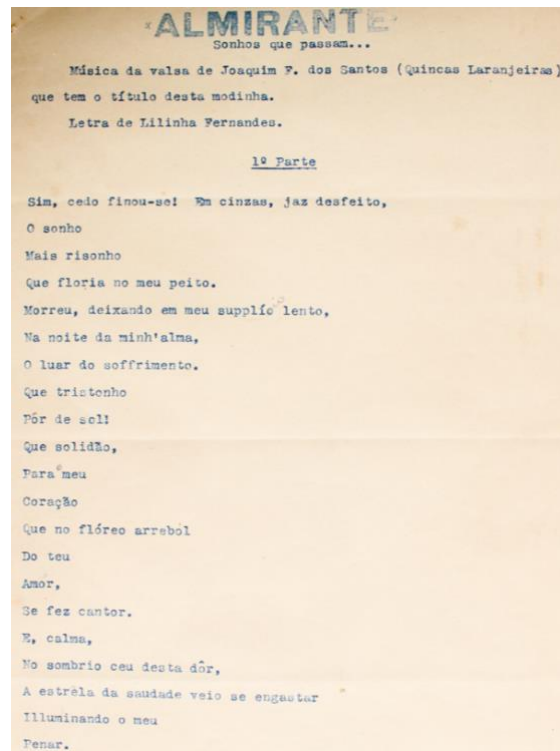 ALMIRANTE
Sonhos que passam...
Música da valsa de Joaquim F. dos Santos (Quincas Laranjeiras)
que tem o título desta modinha.
Letra de Lilinha Fernandes.
1º Parte
Sim, cedo finou-se! Em cinzas, jaz desfeito,
O sonho
Mais risonho
Que floria no meu peito.
Morreu, deixando em meu supplíc io lento,
Na noite da minh'alma,
O luar do soffrimento.
Que tristonho
Pôr de sol!
Que solidão,
Para meu
Coração
Que no flóreo arrebol
Do teu
Amor,
Se fez cantor.
E, calma,
No sombrio ceu desta dôr,
A estrêla da saudade veio se engastar
Illuminando o meu
Penar.